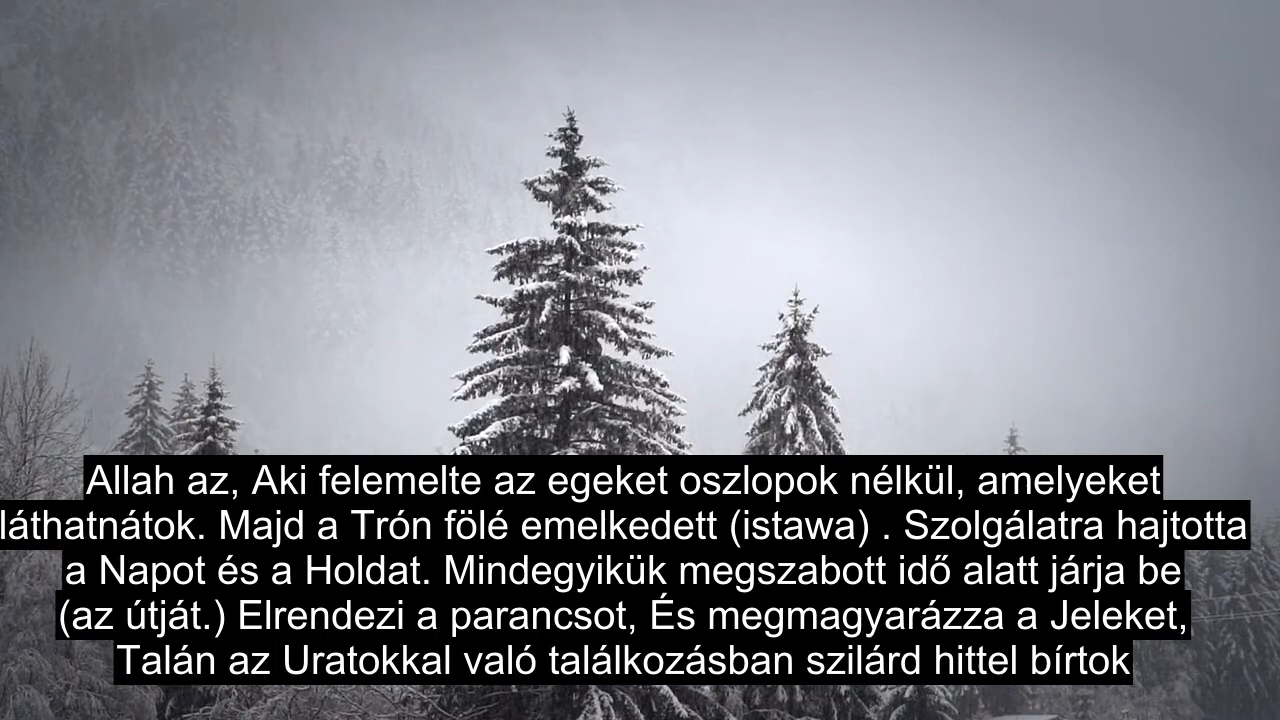 Allah az, Aki felemelte az egeket oszlopok nélkül, amelyeket
láthatnátok. Majd a Trón fölé emelkedett (istawa) . Szolgálatra hajtotta
a Napot és a Holdat. Mindegyikük megszabott idő alatt járja be
(az útját.) Elrendezi a parancsot, És megmagyarázza a Jeleket,
Talán az Uratokkal való találkozásban szilárd hittel bírtok